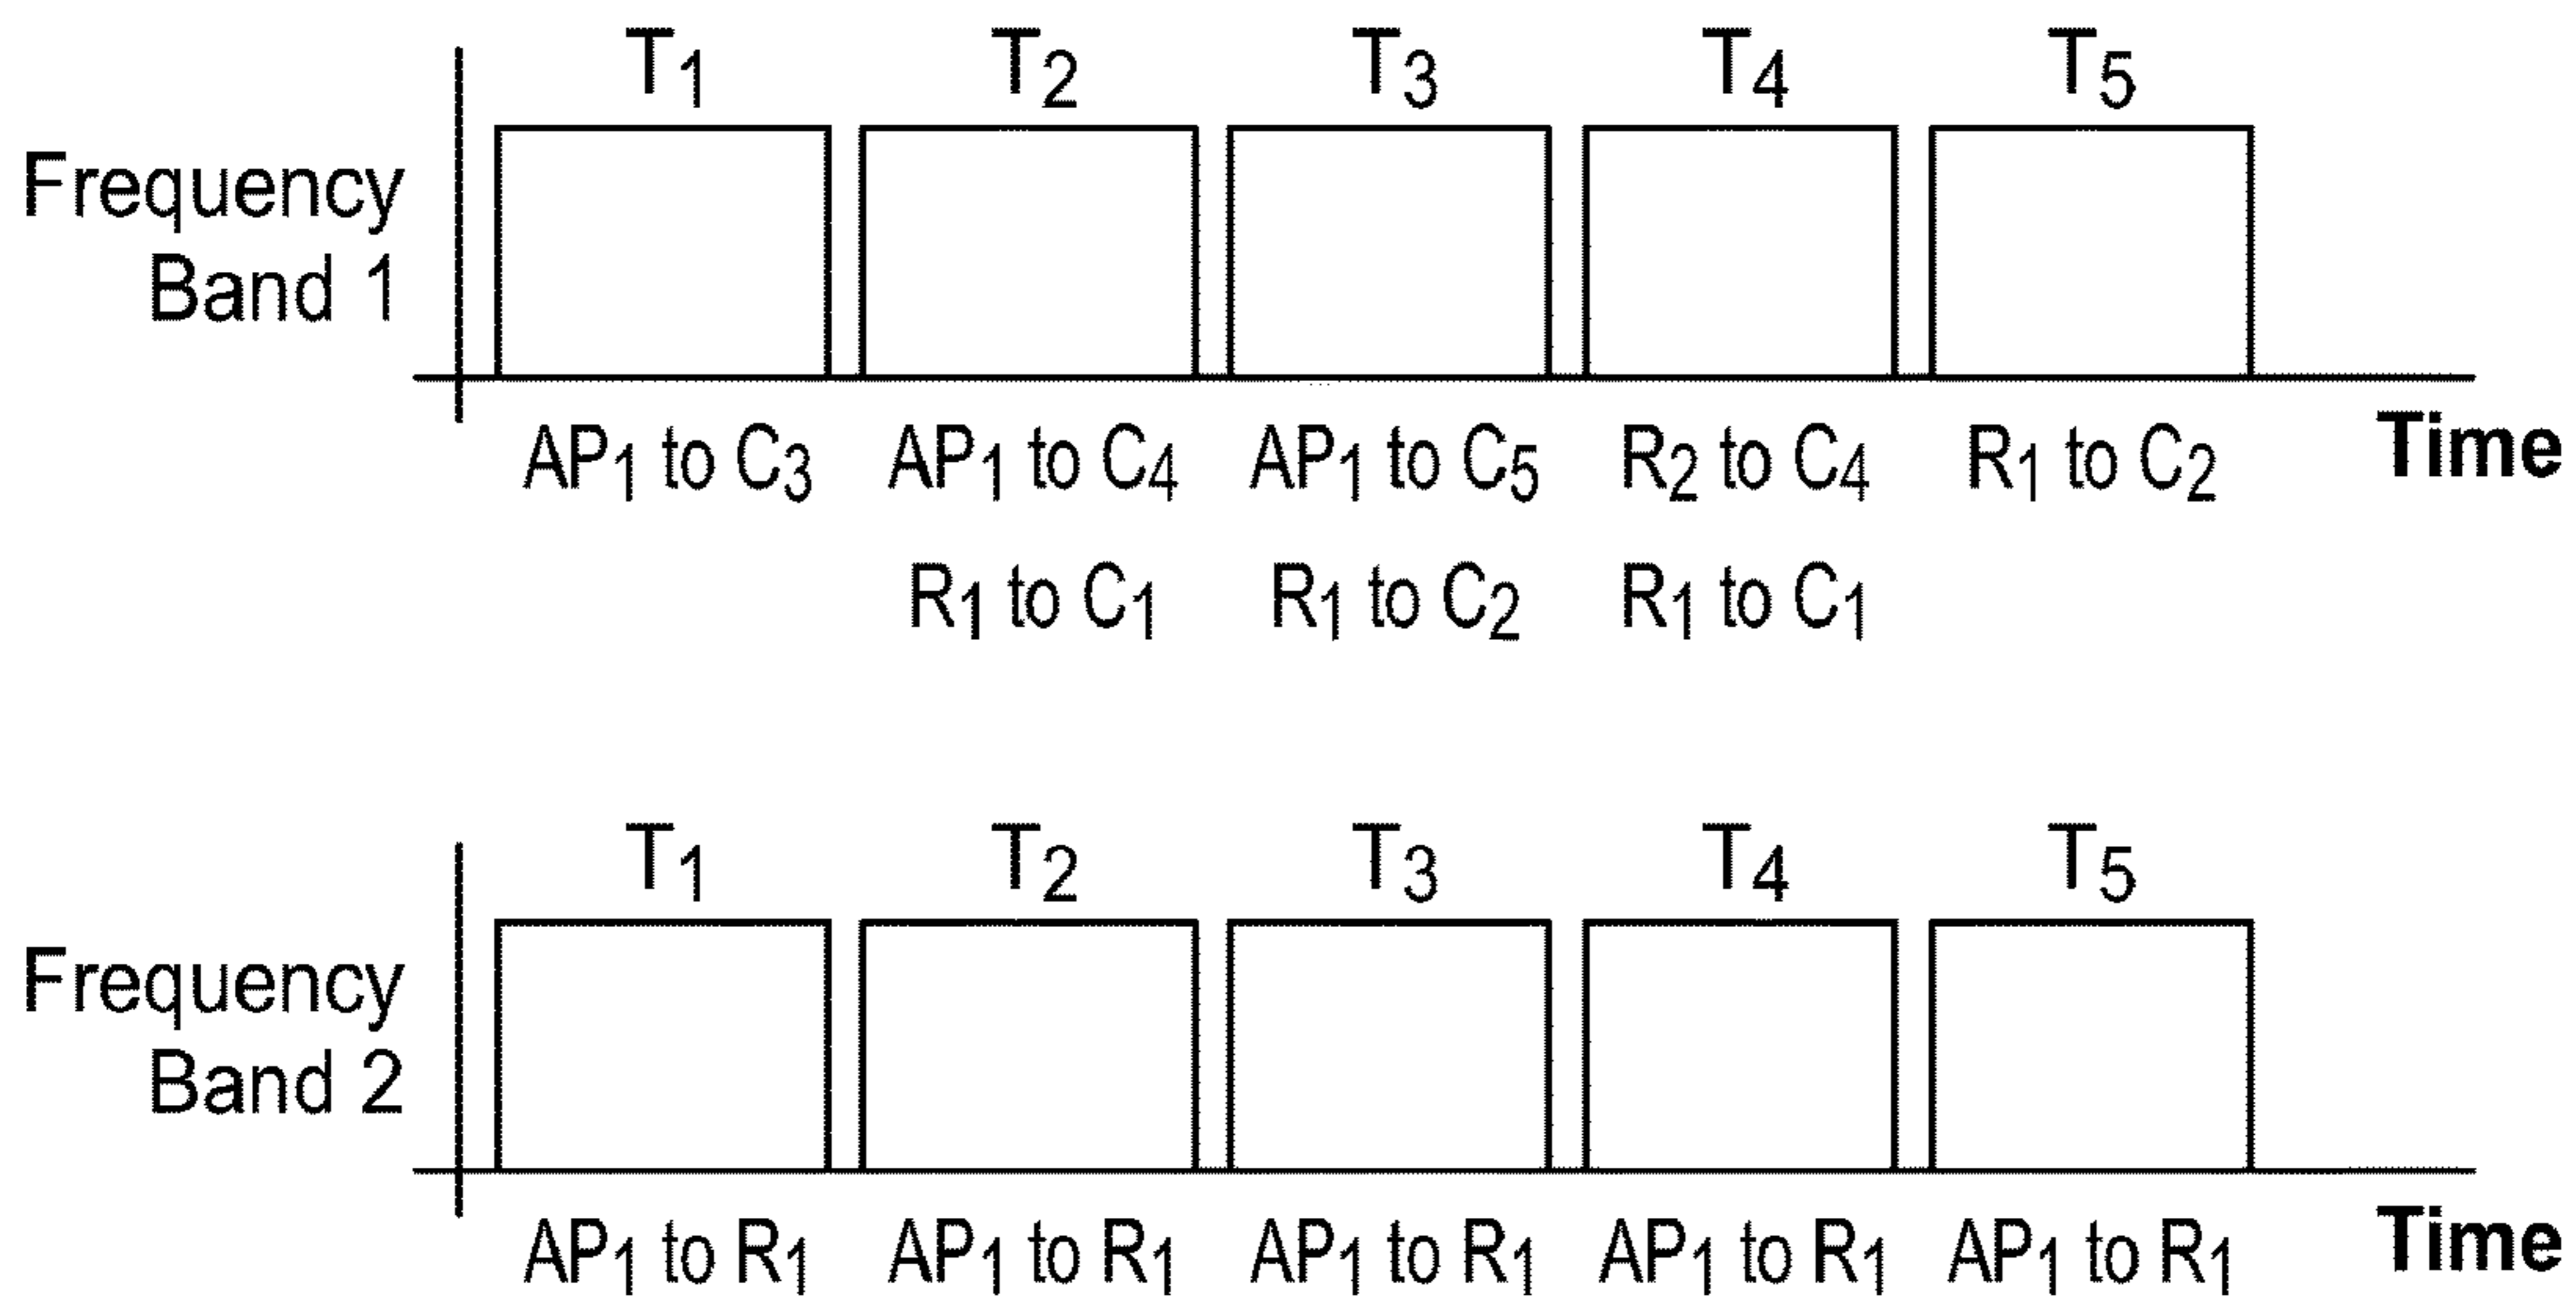 T1 T2 T3 T4 T5
Frequency
Band 1
AP1 to C3 AP1 to C4 AP1 to C5 R2 to C4 R1 to C2 Time
R1 to C1 R1 to C2 R1 to C1
T1 T2 T3 T4 T5
Frequency
Band 2
AP1 to R1 AP1 to R1 AP1 to R1 AP1 to R1 AP1 to R1 Time